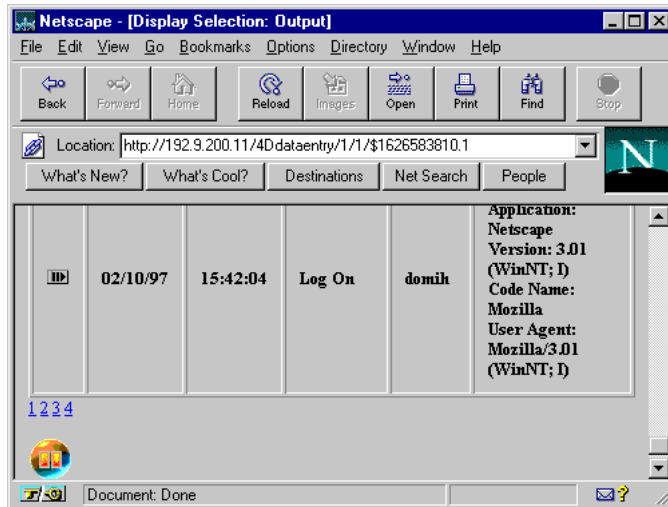 Netscape - [Display Selection: Output]
File Edit View Go Bookmarks Options Directory Window Help
Back Forward Home Reload Images Open Print Find Stop
Location: http://192.9.200.11/4Ddataentry/1/1/$1626583810.1
N
What's New? What's Cool? Destinations Net Search People
Application:
Netscape
Version: 3.01
(WinNT; I)
02/10/97 15:42:04 Log On domih
Code Name:
Mozilla
User Agent:
Mozilla/3.01
(WinNT; I)
1 2 3 4
Document: Done